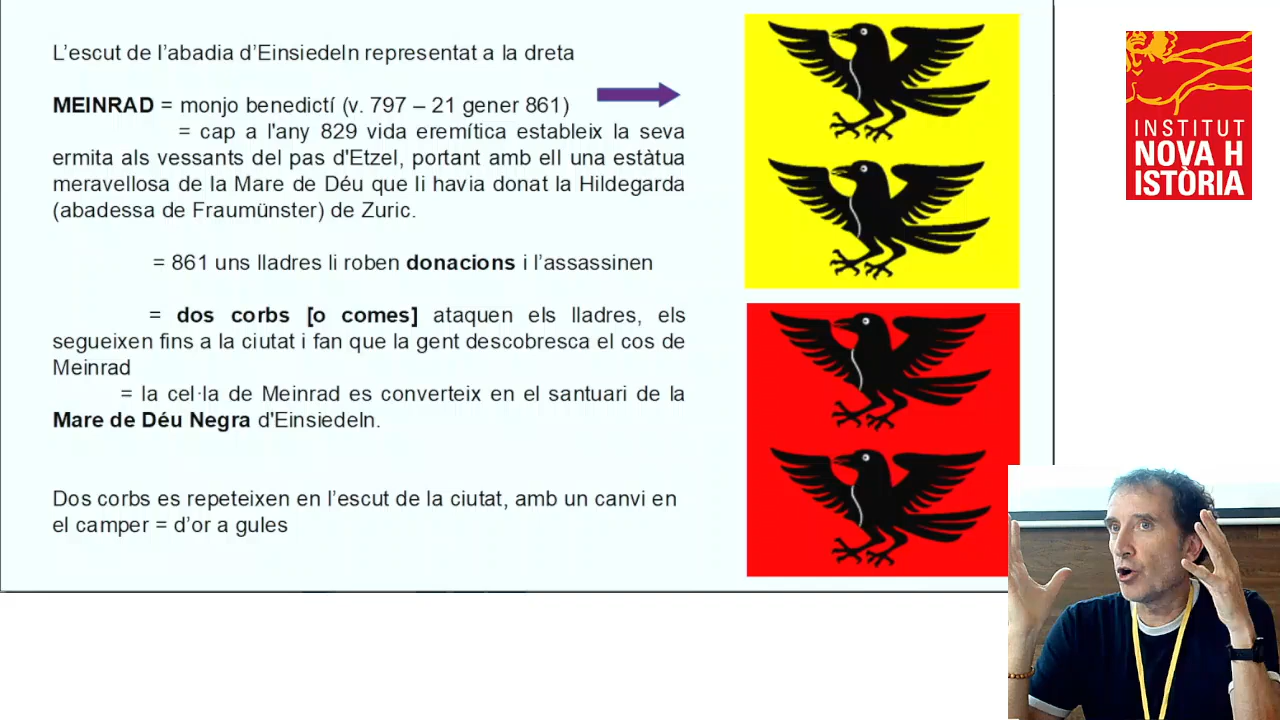 L'escut de l'abadia d'Einsiedeln representat a la dreta
MEINRAD = monjo benedictí (v. 797 – 21 gener 861)
= cap a l'any 829 vida eremítica estableix la seva
ermita als vessants del pas d'Etzel, portant amb ell una estàtua
meravellosa de la Mare de Déu que li havia donat la Hildegarda
(abadessa de Fraumünster) de Zuric.
= 861 uns lladres li roben donacions i l'assassinen
= dos corbs [o comes] ataquen els lladres, els
segueixen fins a la ciutat i fan que la gent descobresca el cos de
Meinrad
= la cel·la de Meinrad es converteix en el santuari de la
Mare de Déu Negra d'Einsiedeln.
Dos corbs es repeteixen en l'escut de la ciutat, amb un canvi en
el camper = d'or a gules
INSTITUT
NOVA H
ISTÒRIA